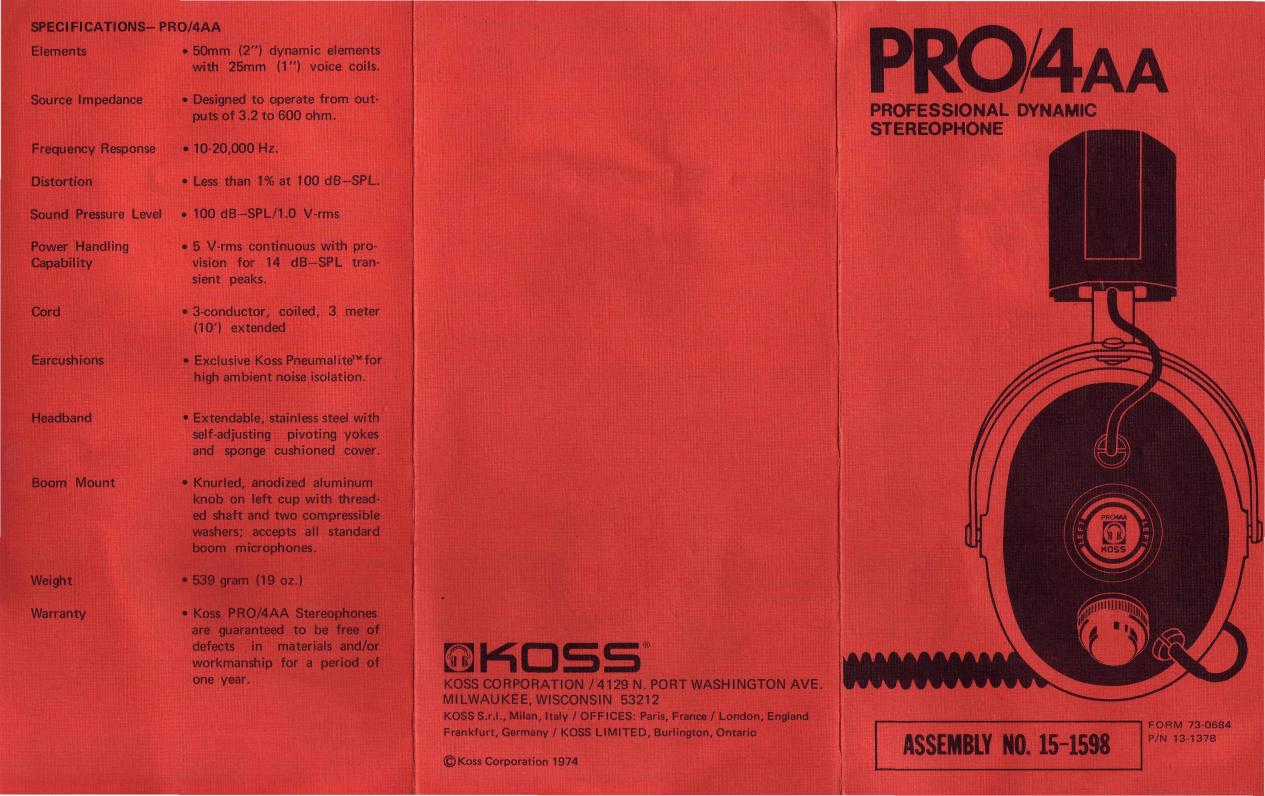 SPECIFICATIONS— PRO/4AA
Elements
• 50mm (2'') dynamic elements
with 25mm (1'') voice coils.
Source Impedance
• Designed to operate from out-
puts of 3.2 to 600 ohm.
Frequency Response
• 10-20,000 Hz.
Distortion
• Less than 1% at 100 dB—SPL.
Sound Pressure Level
• 100 dB—SPL/1.0 V-rms
Power Handling
Capability
• 5 V-rms continuous with pro-
vision for 14 dB—SPL tran-
sient peaks.
Cord
• 3-conductor, coiled, 3 meter
(10') extended
Earcushions
• Exclusive Koss Pneumalite™ for
high ambient noise isolation.
Headband
• Extendable, stainless steel with
self-adjusting pivoting yokes
and sponge cushioned cover.
Boom Mount
• Knurled, anodized aluminum
knob on left cup with thread-
ed shaft and two compressible
washers; accepts all standard
boom microphones.
Weight
• 539 gram (19 oz.)
Warranty
• Koss PRO/4AA Stereophones
are guaranteed to be free of
defects in materials and/or
workmanship for a period of
one year.
KOSS®
KOSS CORPORATION / 4129 N. PORT WASHINGTON AVE.
MILWAUKEE, WISCONSIN 53212
KOSS S.r.l., Milan, Italy / OFFICES: Paris, France / London, England
Frankfurt, Germany / KOSS LIMITED, Burlington, Ontario
© Koss Corporation 1974
PRO/4AA
PROFESSIONAL DYNAMIC
STEREOPHONE
PRO4AA
LEFT
LEFT
KOSS
ASSEMBLY NO. 15-1598
FORM 73-0684
P/N 13-1378